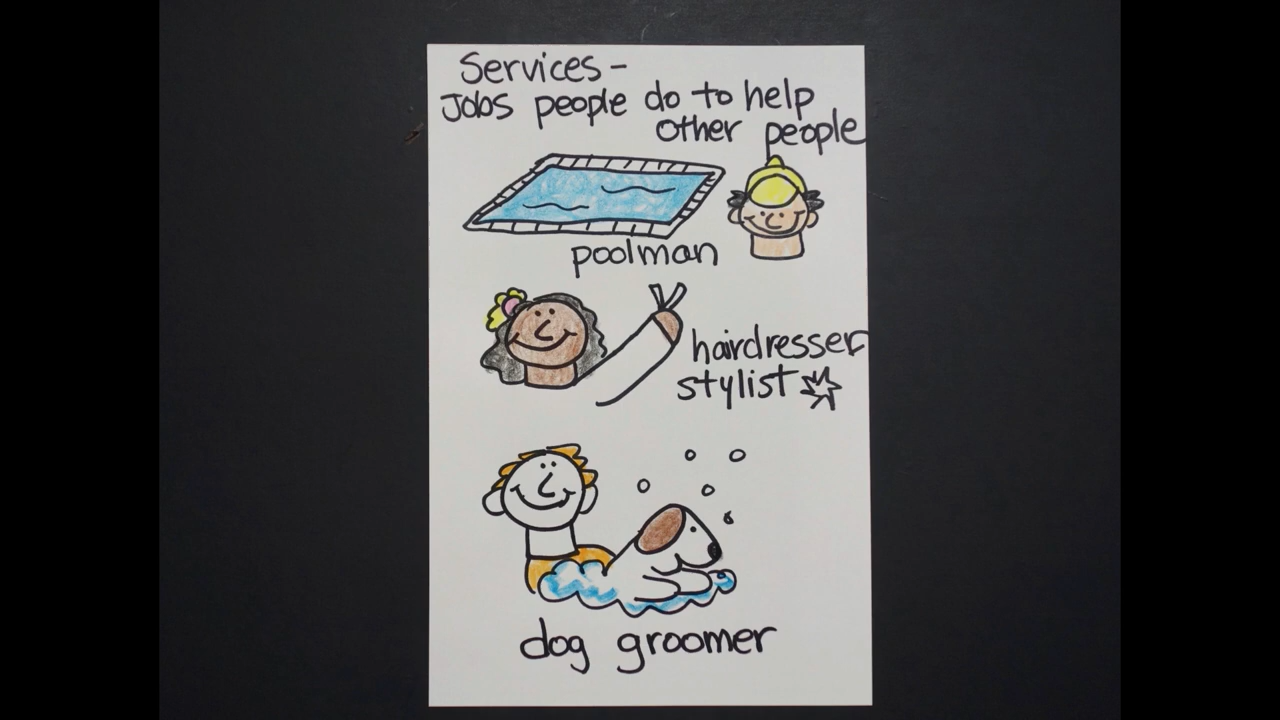 Services -
Jobs people do to help
other people
poolman
hairdresser
stylist
dog groomer